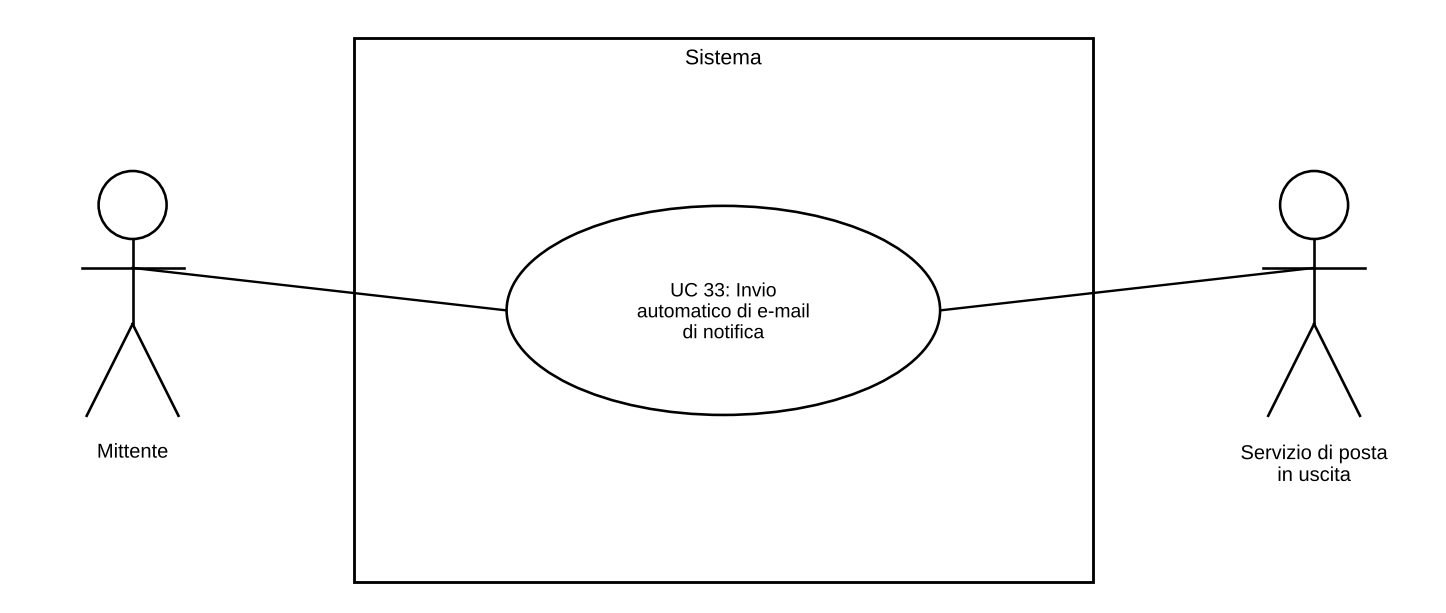 Sistema
UC 33: Invio
automatico di e-mail
di notifica
Mittente
Servizio di posta
in uscita